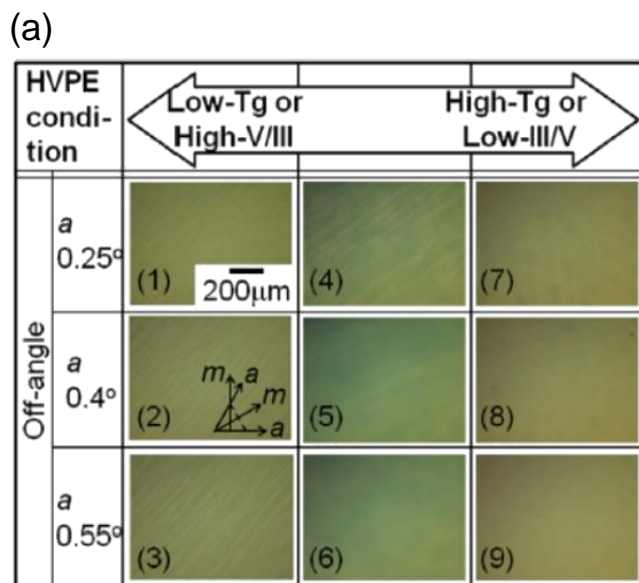 (a)
HVPE
condi-
tion
Low-Tg or
High-V/III
High-Tg or
Low-III/V
Off-angle
a
0.25°
(1)
200μm
(4)
(7)
a
0.4°
(2)
m
a
m
a
(5)
(8)
a
0.55°
(3)
(6)
(9)